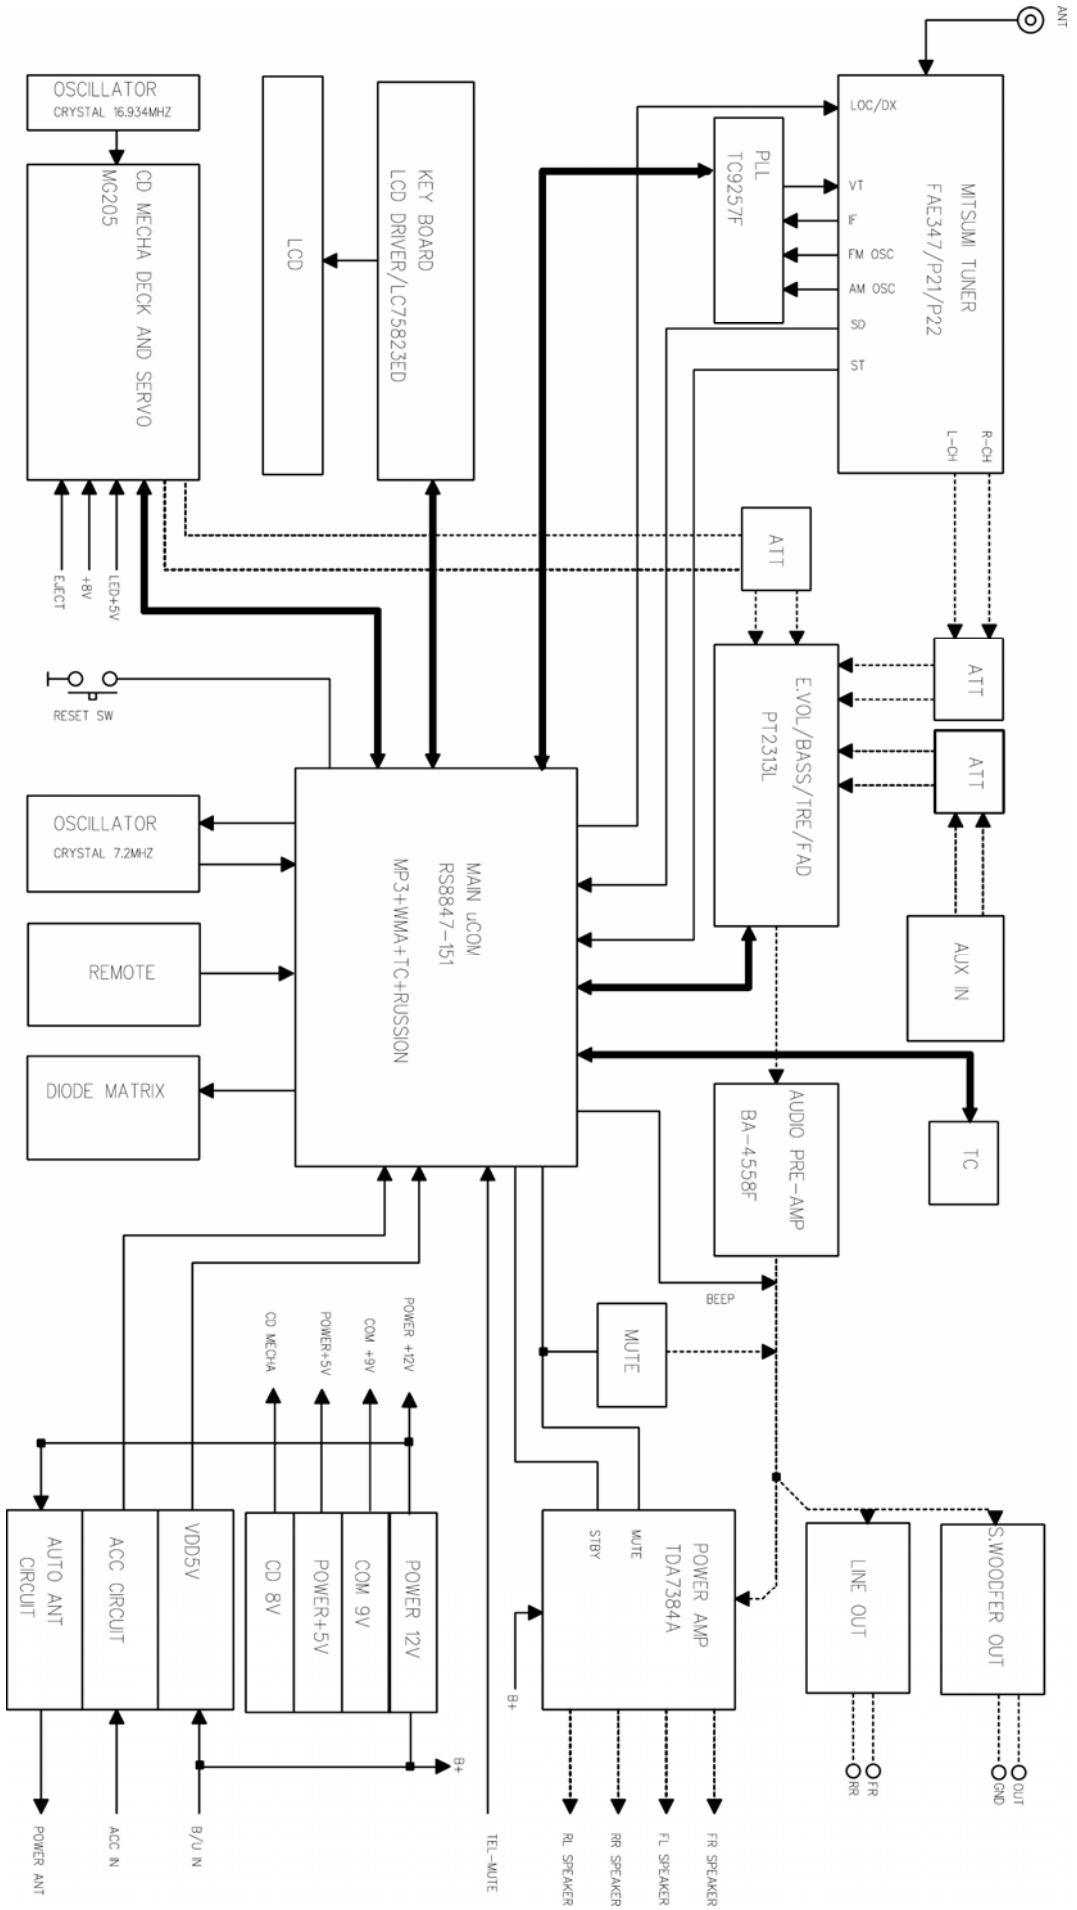 ANT
OSCILLATOR
CRYSTAL 16.934MHZ
CD MECHA DECK AND SERVO
MG205
LCD
KEY BOARD
LCD DRIVER/LC75823ED
PLL
TC9257F
LOC/DX
VT
IF
FM OSC
AM OSC
SD
ST
MITSUMI TUNER
FAE347/P21/P22
L-CH
R-CH
EJECT
+8V
LED+5V
ATT
ATT
ATT
RESET SW
E.VOL/BASS/TRE/FAD
PT2313L
AUX IN
OSCILLATOR
CRYSTAL 7.2MHZ
REMOTE
DIODE MATRIX
MAIN uCOM
RS8847-151
MP3+WMA+TC+RUSSION
AUDIO PRE-AMP
BA-4558F
TC
BEEP
MUTE
CD MECHA
POWER+5V
COM +9V
POWER +12V
AUTO ANT
CIRCUIT
ACC CIRCUIT
VDD5V
CD 8V
POWER+5V
COM 9V
POWER 12V
STBY
MUTE
POWER AMP
TDA7384A
LINE OUT
S.WOODFER OUT
B+
B+
RR
FR
GND
OUT
POWER ANT
ACC IN
B/U IN
TEL-MUTE
RL SPEAKER
RR SPEAKER
FL SPEAKER
FR SPEAKER